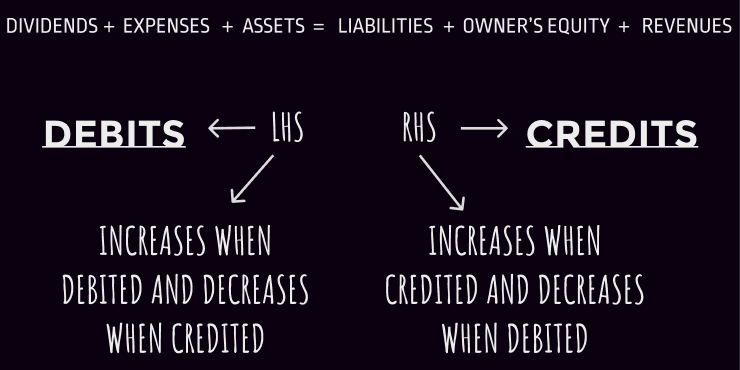 DIVIDENDS + EXPENSES + ASSETS = LIABILITIES + OWNER'S EQUITY + REVENUES
DEBITS ← LHS RHS → CREDITS
INCREASES WHEN
DEBITED AND DECREASES
WHEN CREDITED
INCREASES WHEN
CREDITED AND DECREASES
WHEN DEBITED